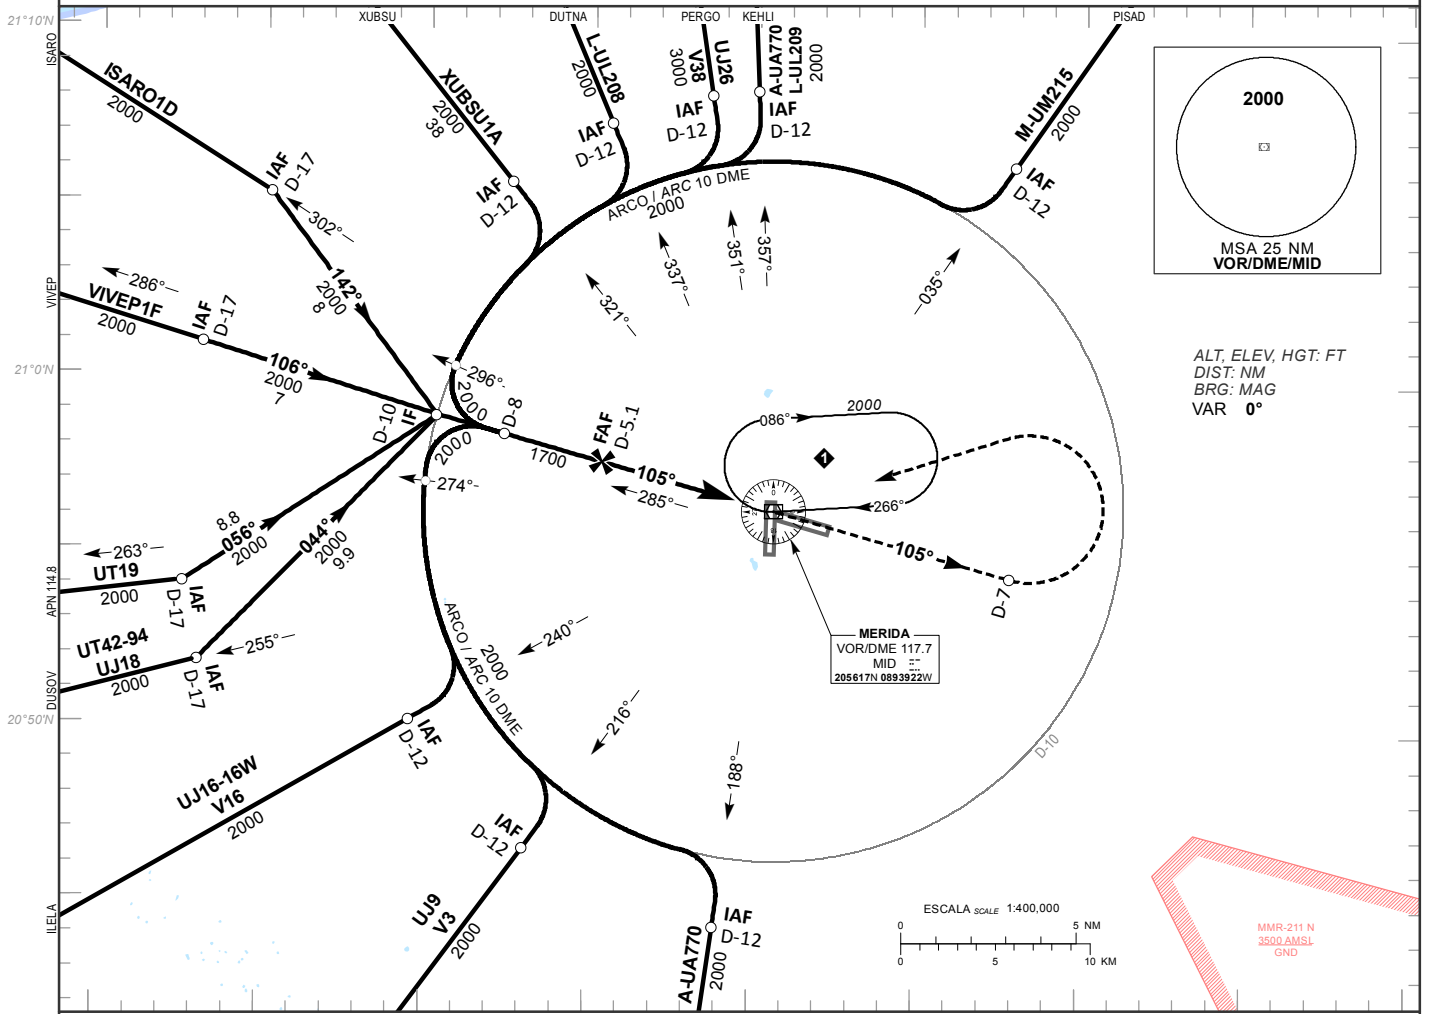 XUBSU
DUTNA
PERGO
KEHLI
PISAD
21°10'N
ISARO
ISARO1D
2000
IAF
D-17
302°
142°
2000
8
XUBSU1A
2000
38
IAF
D-12
L-UL208
2000
IAF
D-12
UJ26
V38
3000
IAF
D-12
A-UA770
L-UL209
2000
IAF
D-12
M-UM215
2000
IAF
D-12
2000
MSA 25 NM
VOR/DME/MID
ARCO / ARC 10 DME
2000
321°
337°
351°
357°
035°
VIVEP
286°
VIVEP1F
2000
IAF
D-17
106°
2000
7
21°0'N
296°
2000
D-10
IF
D-8
2000
274°
1700
FAF
D-5.1
105°
285°
ALT, ELEV, HGT: FT
DIST: NM
BRG: MAG
VAR 0°
086°
2000
1
266°
0
105°
D-7
MERIDA
VOR/DME 117.7
MID
205617N 0893922W
APN 114.8
263°
UT19
2000
IAF
D-17
8.8
056°
2000
044°
2000
9.9
DUSOV
UT42-94
UJ18
2000
IAF
D-17
255°
20°50'N
ARCO / ARC 10 DME
2000
240°
216°
188°
IAF
D-12
UJ16-16W
V16
2000
ILELA
IAF
D-12
UJ9
V3
2000
IAF
D-12
A-UA770
2000
D-10
ESCALA SCALE 1:400,000
0 5 NM
0 5 10 KM
MMR-211 N
3500 AMSL
GND